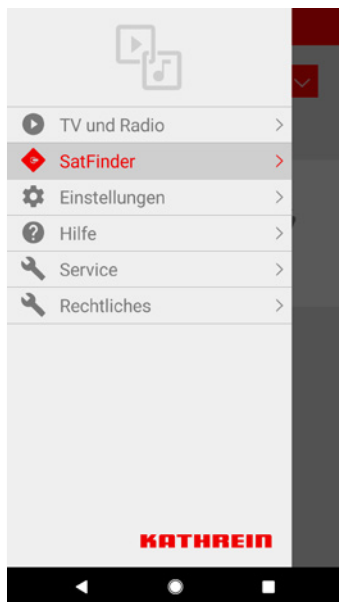 TV und Radio
SatFinder
Einstellungen
Hilfe
Service
Rechtliches
KATHREIN